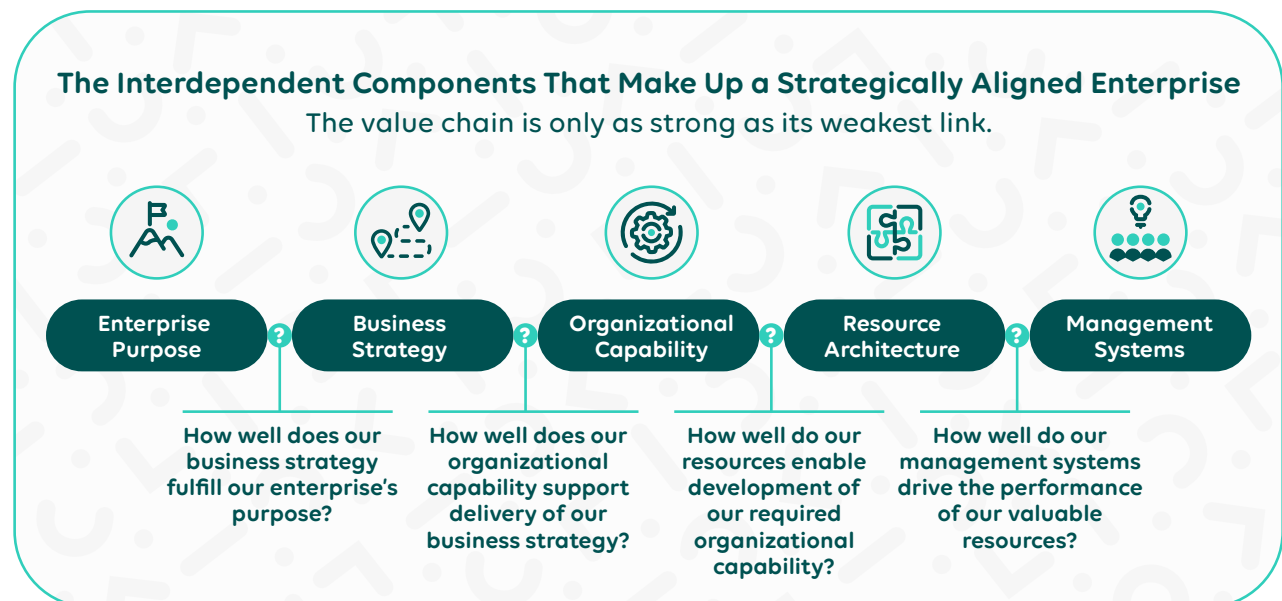 The Interdependent Components That Make Up a Strategically Aligned Enterprise
The value chain is only as strong as its weakest link.
Enterprise
Purpose
?
Business
Strategy
?
Organizational
Capability
?
Resource
Architecture
?
Management
Systems
How well does our
business strategy
fulfill our enterprise's
purpose?
How well does our
organizational
capability support
delivery of our
business strategy?
How well do our
resources enable
development of
our required
organizational
capability?
How well do our
management systems
drive the performance
of our valuable
resources?